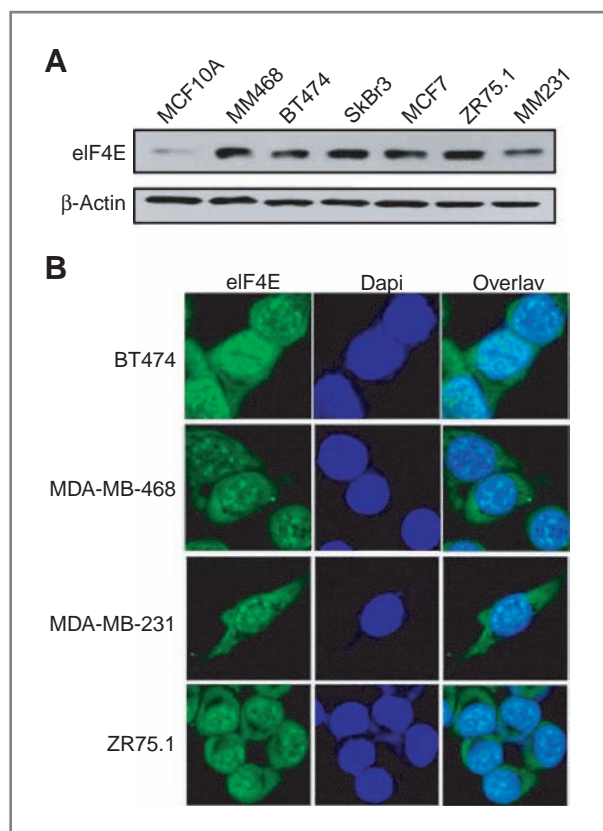 A
MCF10A MM468 BT474 SkBr3 MCF7 ZR75.1 MM231
eIF4E
β-Actin
B
eIF4E Dapi Overlav
BT474
MDA-MB-468
MDA-MB-231
ZR75.1